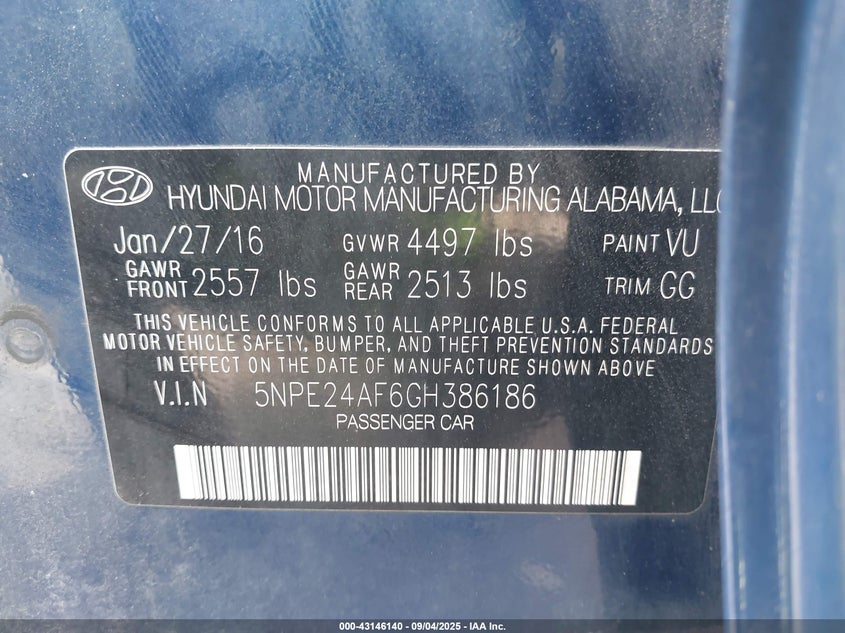 MANUFACTURED BY
HYUNDAI MOTOR MANUFACTURING ALABAMA, LLC
Jan/27/16 GVWR 4497 lbs PAINT VU
GAWR FRONT 2557 lbs GAWR REAR 2513 lbs TRIM GG
THIS VEHICLE CONFORMS TO ALL APPLICABLE U.S.A. FEDERAL
MOTOR VEHICLE SAFETY, BUMPER, AND THEFT PREVENTION STANDARDS
IN EFFECT ON THE DATE OF MANUFACTURE SHOWN ABOVE
V.I.N 5NPE24AF6GH386186
PASSENGER CAR
000-43146140 - 09/04/2025 - IAA Inc.